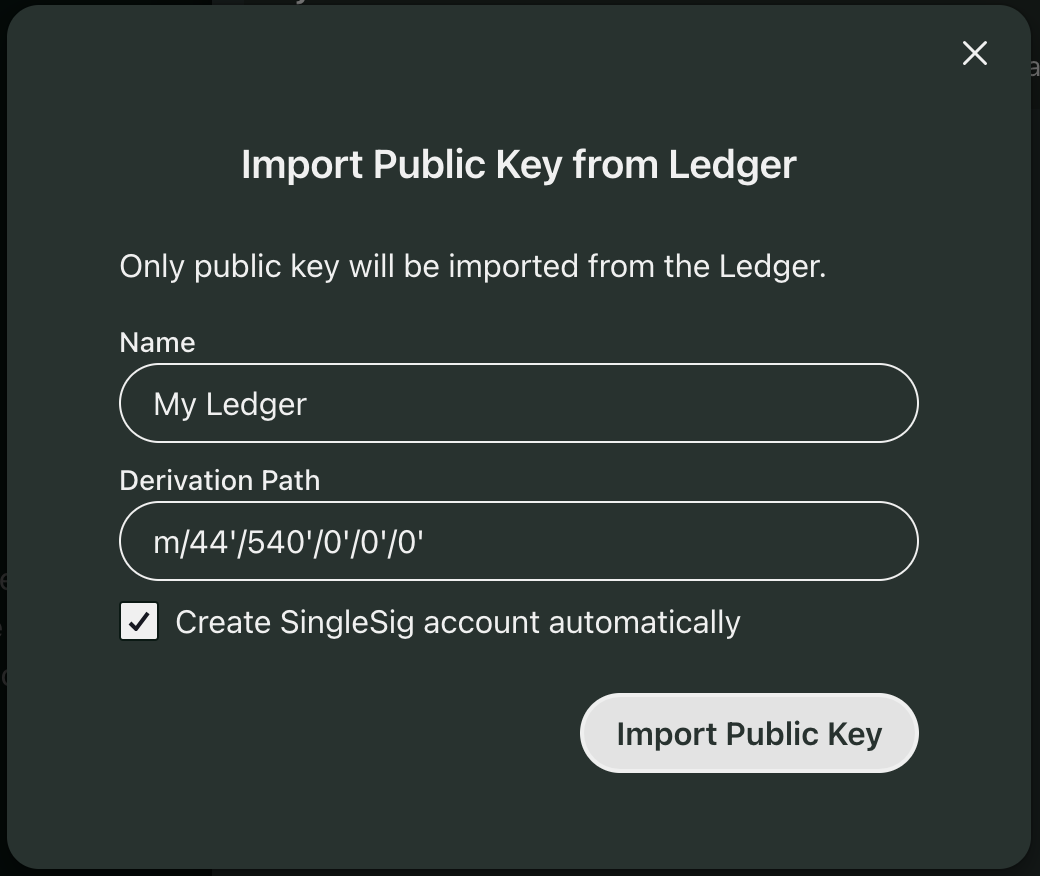 Import Public Key from Ledger
Only public key will be imported from the Ledger.
Name
My Ledger
Derivation Path
m/44'/540'/0'/0'/0'
Create SingleSig account automatically
Import Public Key